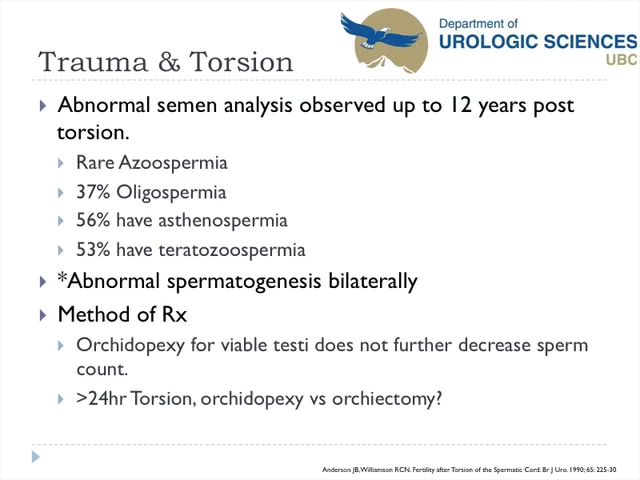 Department of
UROLOGIC SCIENCES
UBC
Trauma & Torsion
Abnormal semen analysis observed up to 12 years post
torsion.
Rare Azoospermia
37% Oligospermia
56% have asthenospermia
53% have teratozoospermia
*Abnormal spermatogenesis bilaterally
Method of Rx
Orchidopexy for viable testi does not further decrease sperm
count.
>24hr Torsion, orchidopexy vs orchiectomy?
Anderson JB, Williamson RCN. Fertility after Torsion of the Spermatic Cord. Br J Uro. 1990; 65: 225-30